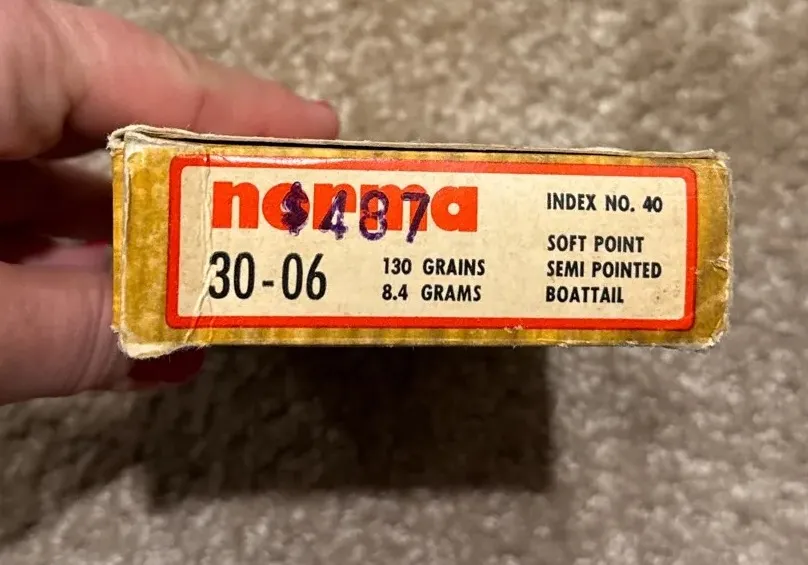 norma
$487
30-06
130 GRAINS
8.4 GRAMS
INDEX NO. 40
SOFT POINT
SEMI POINTED
BOATTAIL